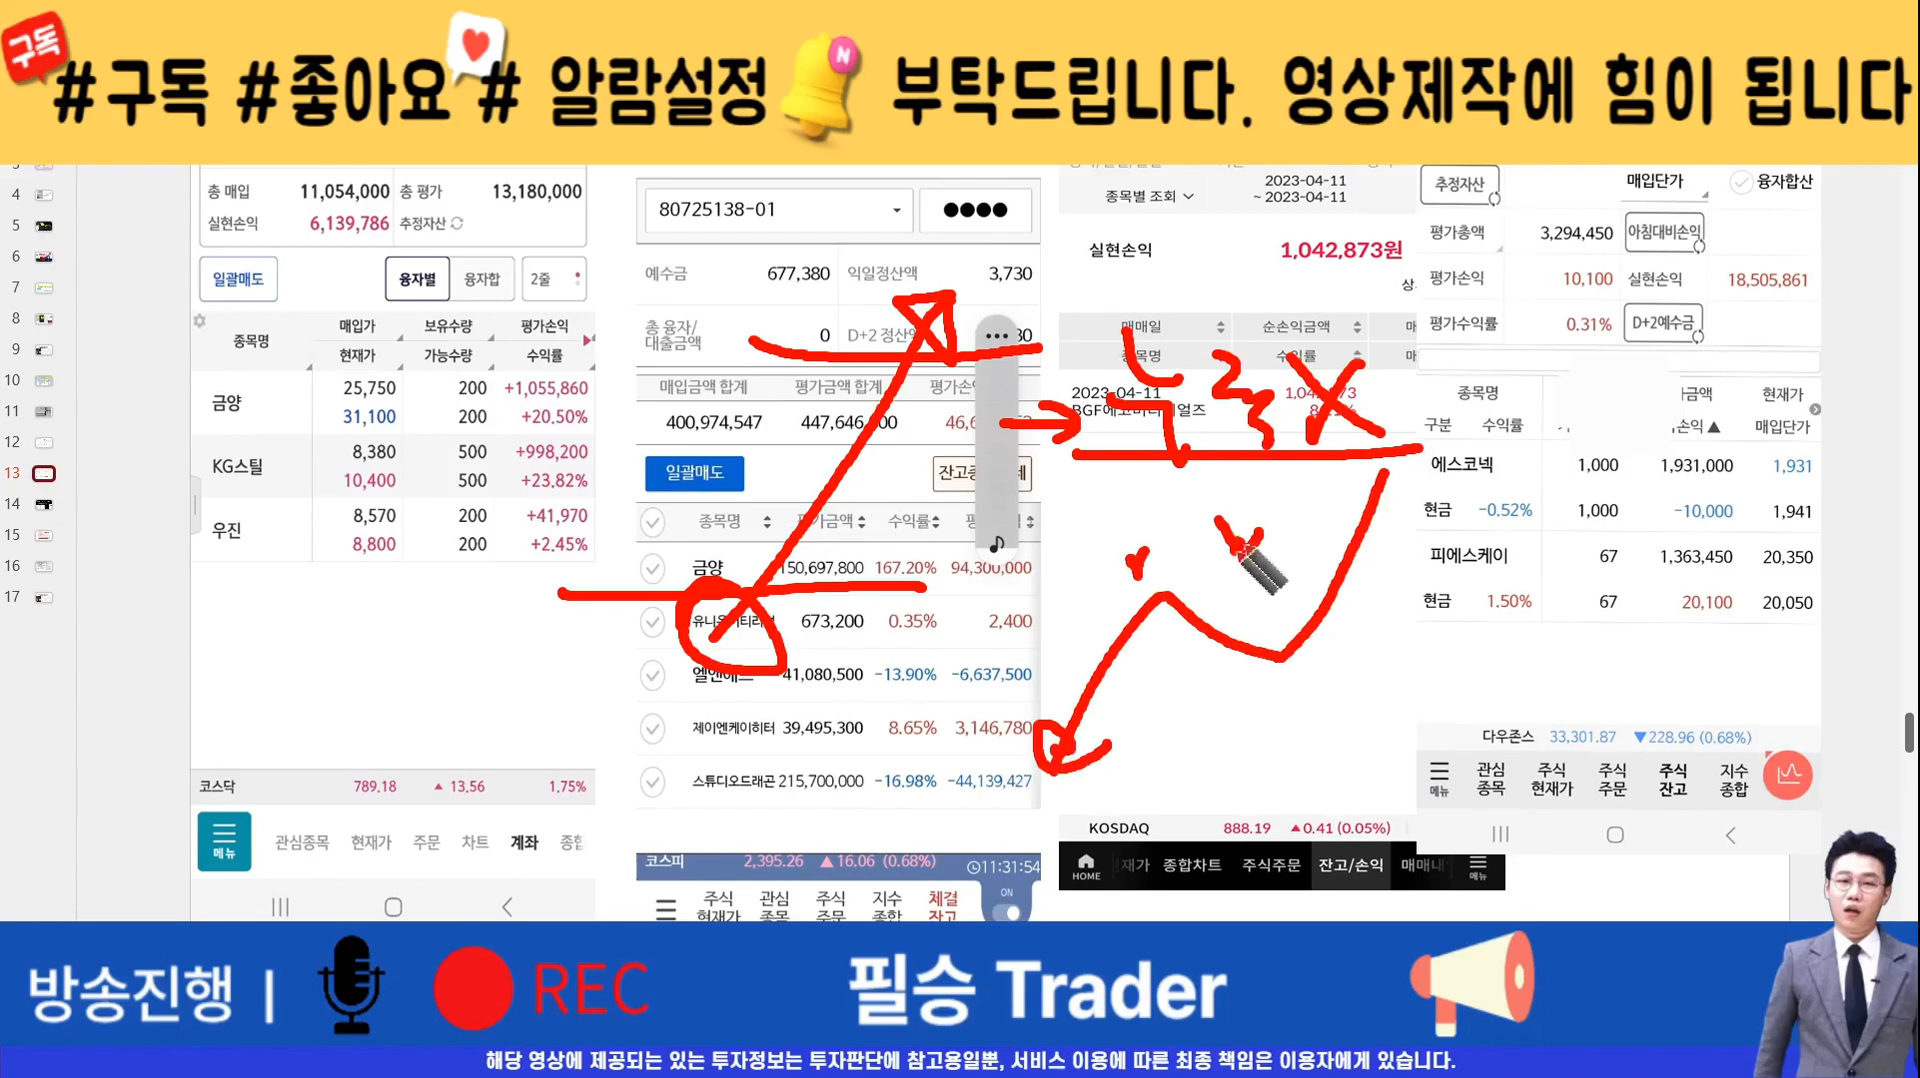 구독
#구독 #좋아요 # 알람설정 N 부탁드립니다. 영상제작에 힘이 됩니다
4
5
6
7
8
9
10
11
12
13
14
15
16
17
총 매입 11,054,000 총 평가 13,180,000
실현손익 6,139,786 추정자산
일괄매도 융자별 융자합 2줄
종목명 매입가 보유수량 평가손익
현재가 가능수량 수익률
금양 25,750 200 +1,055,860
31,100 200 +20.50%
KG스틸 8,380 500 +998,200
10,400 500 +23.82%
우진 8,570 200 +41,970
8,800 200 +2.45%
코스닥 789.18 ▲ 13.56 1.75%
메뉴 관심종목 현재가 주문 차트 계좌
80725138-01
예수금 677,380 익일정산액 3,730
총 융자/
대출금액 0 D+2
매입금액 합계 평가금액 합계
400,974,547
일괄매도
종목명 수익률
금양 150,697,800 167.20% 94,300,000
673,200 0.35% 2,400
41,080,500 -13.90% -6,637,500
제이엔케이히터 39,495,300 8.65% 3,146,780
스튜디오드래곤 215,700,000 -16.98% -44,139,427
코스피 2,395.26 ▲ 16.06 (0.68%) 11:31:54
주식 관심 주식 지수 체결
현재가 종목 주문 종합 잔고
ON
종목별 조회 2023-04-11
~ 2023-04-11
실현손익 1,042,873원
매매일 순손익금액
수익률
2023-04-11
KOSDAQ 888.19 ▲0.41 (0.05%)
HOME 종합차트 주식주문 잔고/손익 메뉴
추정자산 매입단가 융자합산
평가총액 3,294,450 아침대비손익
평가손익 10,100 실현손익 18,505,861
평가수익률 0.31% D+2예수금
종목명 현재가
구분 수익률 손익▲ 매입단가
에스코넥 1,000 1,931,000 1,931
현금 -0.52% 1,000 -10,000 1,941
피에스케이 67 1,363,450 20,350
현금 1.50% 67 20,100 20,050
다우존스 33,301.87 ▼228.96 (0.68%)
메뉴 관심 주식 주식 주식 지수
종목 현재가 주문 잔고 종합
방송진행 | REC 필승 Trader
해당 영상에 제공되는 있는 투자정보는 투자판단에 참고용일뿐, 서비스 이용에 따른 최종 책임은 이용자에게 있습니다.